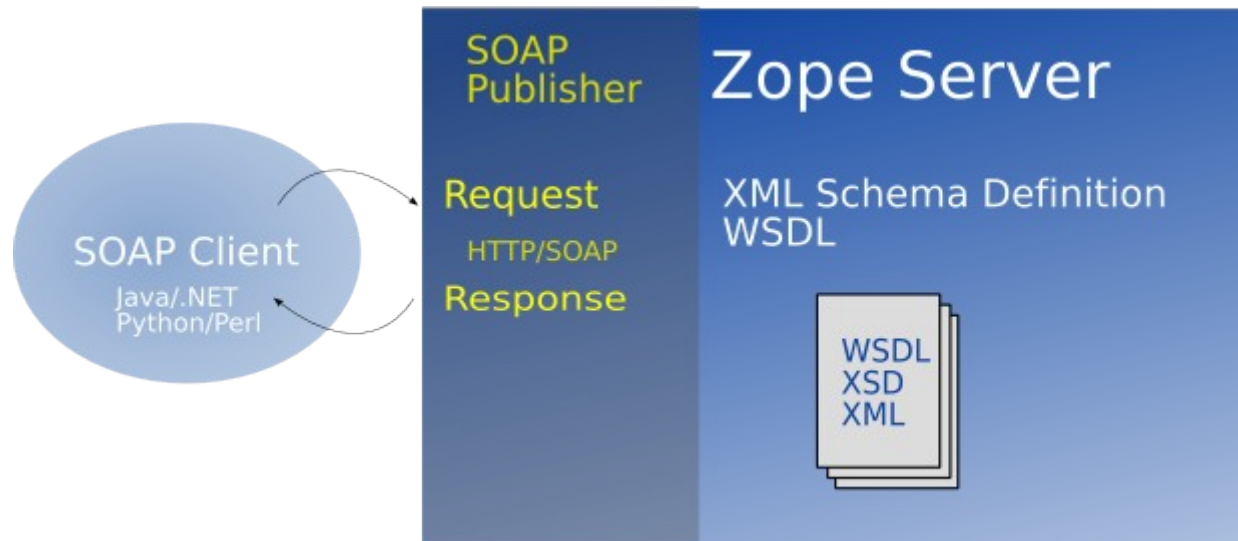 SOAP Client
Java/.NET
Python/Perl
SOAP
Publisher
Request
HTTP/SOAP
Response
Zope Server
XML Schema Definition
WSDL
WSDL
XSD
XML